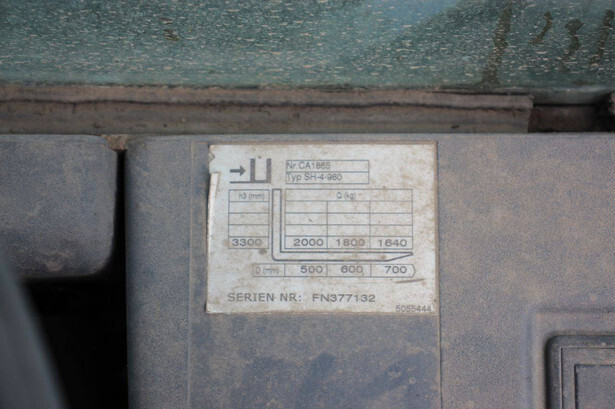 Nr. CA1865
Typ SH-4-960
h3 (mm) Q (kg)
3300 2000 1800 1640
D (mm) 500 600 700
SERIEN NR: FN377132
5055444